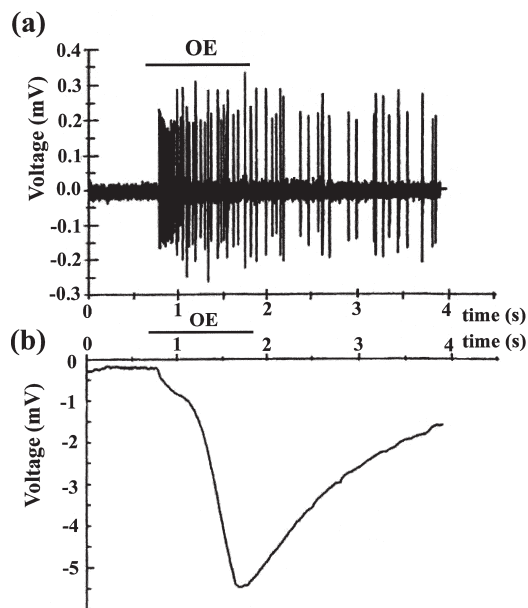 (a)
OE
0.4
0.3
0.2
0.1
0.0
-0.1
-0.2
-0.3
Voltage (mV)
0 1 2 3 4 time (s)
OE
(b)
0 1 2 3 4 time (s)
0
-1
-2
-3
-4
-5
Voltage (mV)